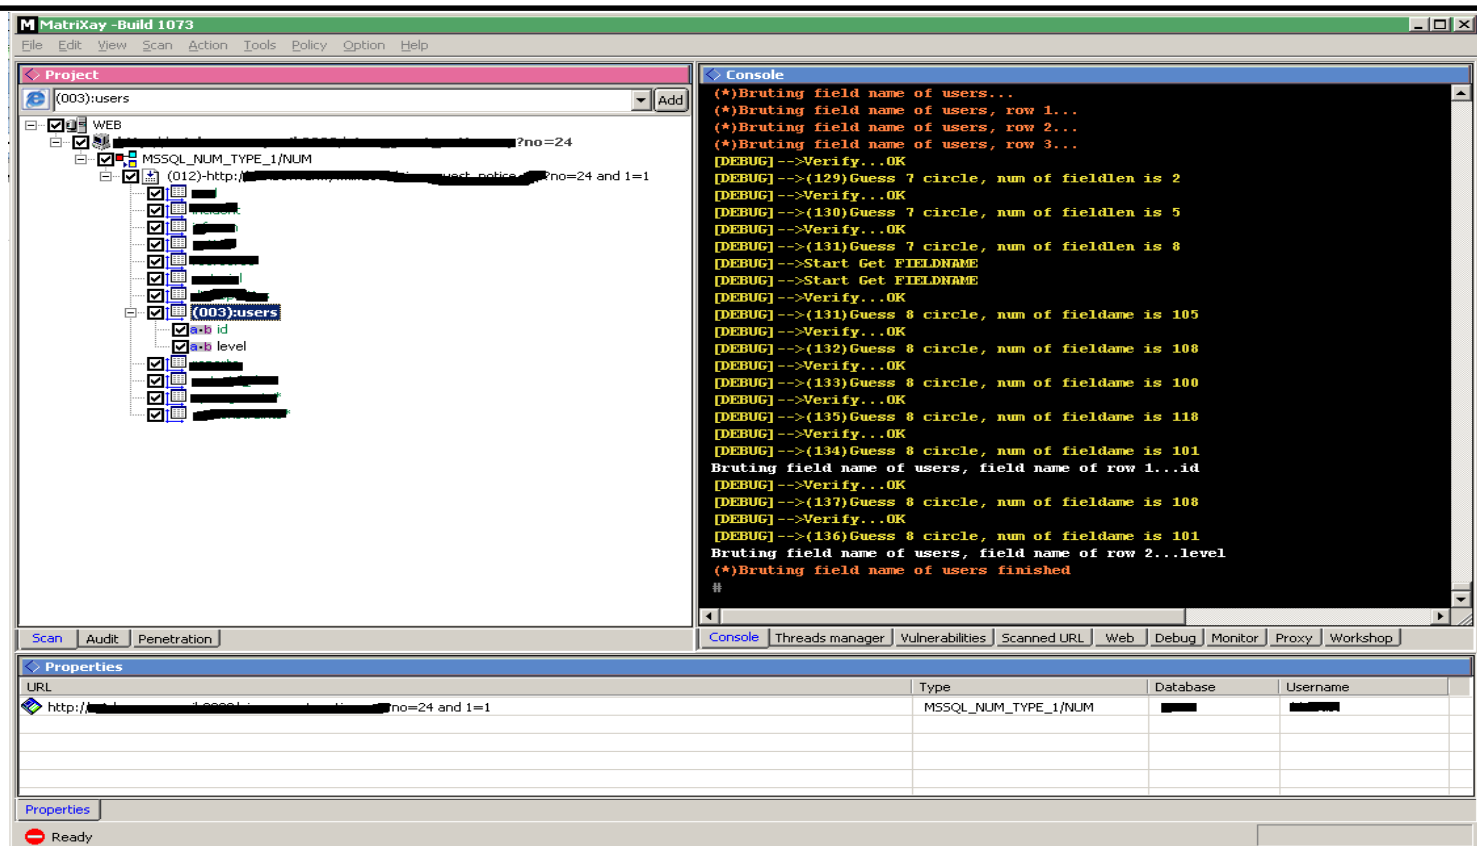 MatriXay -Build 1073
File Edit View Scan Action Tools Policy Option Help
Project
(003):users
Add
WEB
?no=24
MSSQL_NUM_TYPE_1/NUM
(012)-http:/ ?no=24 and 1=1
(003):users
a-b id
a-b level
Scan Audit Penetration
Console
(*)Bruting field name of users...
(*)Bruting field name of users, row 1...
(*)Bruting field name of users, row 2...
(*)Bruting field name of users, row 3...
[DEBUG]-->Verify...OK
[DEBUG]-->(129)Guess 7 circle, num of fieldlen is 2
[DEBUG]-->Verify...OK
[DEBUG]-->(130)Guess 7 circle, num of fieldlen is 5
[DEBUG]-->Verify...OK
[DEBUG]-->(131)Guess 7 circle, num of fieldlen is 8
[DEBUG]-->Start Get FIELDNAME
[DEBUG]-->Start Get FIELDNAME
[DEBUG]-->Verify...OK
[DEBUG]-->(131)Guess 8 circle, num of fieldame is 105
[DEBUG]-->Verify...OK
[DEBUG]-->(132)Guess 8 circle, num of fieldame is 108
[DEBUG]-->Verify...OK
[DEBUG]-->(133)Guess 8 circle, num of fieldame is 100
[DEBUG]-->Verify...OK
[DEBUG]-->(135)Guess 8 circle, num of fieldame is 118
[DEBUG]-->Verify...OK
[DEBUG]-->(134)Guess 8 circle, num of fieldame is 101
Bruting field name of users, field name of row 1...id
[DEBUG]-->Verify...OK
[DEBUG]-->(137)Guess 8 circle, num of fieldame is 108
[DEBUG]-->Verify...OK
[DEBUG]-->(136)Guess 8 circle, num of fieldame is 101
Bruting field name of users, field name of row 2...level
(*)Bruting field name of users finished
#
Console Threads manager Vulnerabilities Scanned URL Web Debug Monitor Proxy Workshop
Properties
URL Type Database Username
http:// ?no=24 and 1=1 MSSQL_NUM_TYPE_1/NUM
Properties
Ready